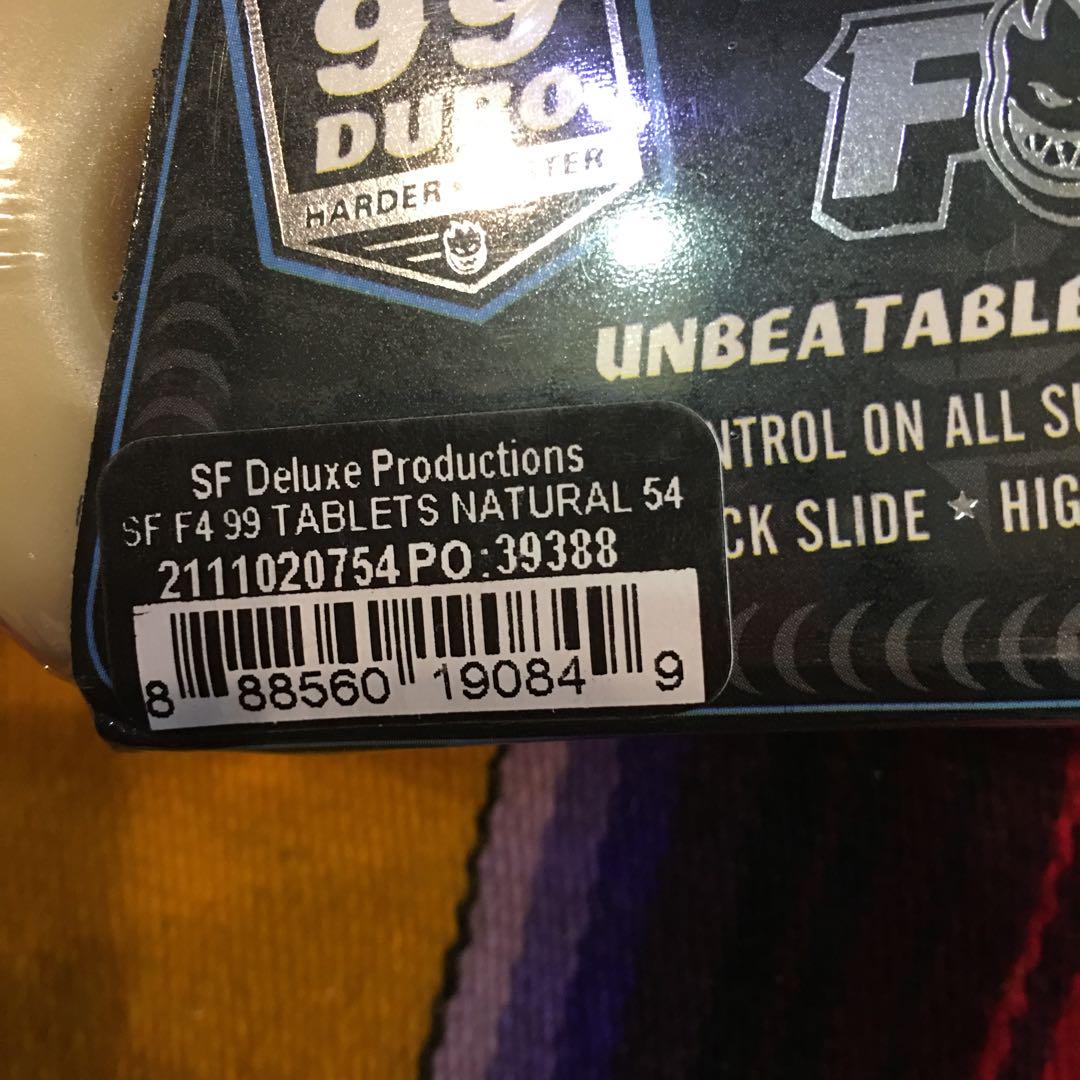 99
DURO
HARDER
F
UNBEATABLE
NTROL ON ALL SU
CK SLIDE ★ HIG
SF Deluxe Productions
SF F4 99 TABLETS NATURAL 54
2111020754 PO:39388
8 88560 19084 9